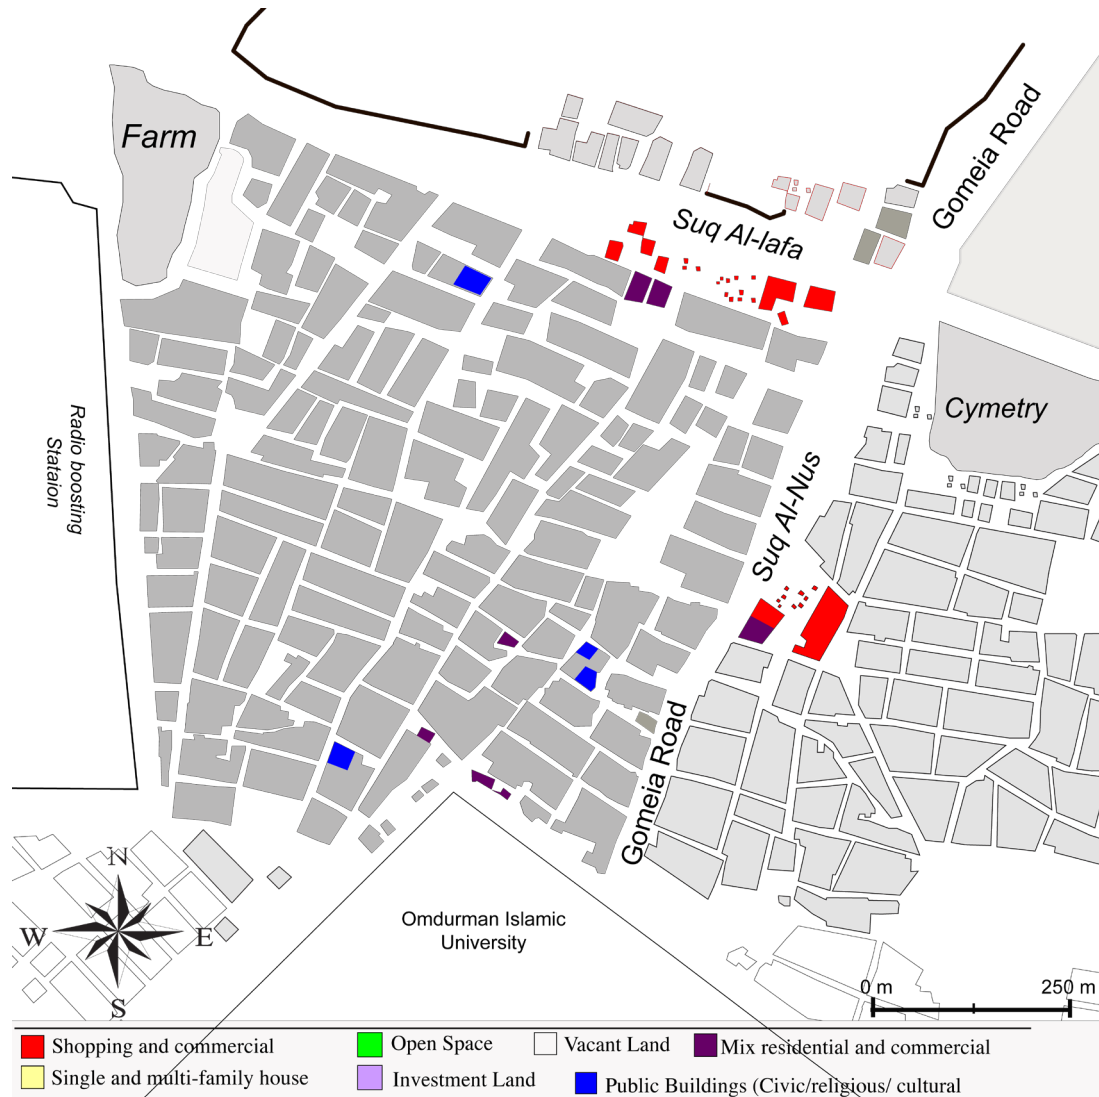 Farm
Gomeia Road
Suq Al-lafa
Cymetry
Radio boosting
Stataion
Suq Al-Nus
Gomeia Road
N
W
E
S
Omdurman Islamic
University
0 m
250 m
Shopping and commercial
Open Space
Vacant Land
Mix residential and commercial
Single and multi-family house
Investment Land
Public Buildings (Civic/religious/ cultural